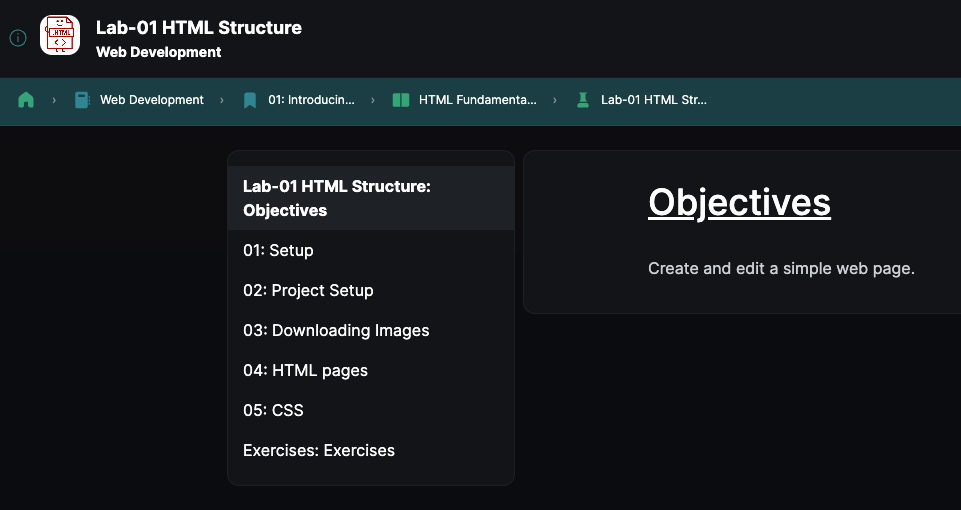 .HTML
<>
Lab-01 HTML Structure
Web Development
Web Development
01: Introducin...
HTML Fundamenta...
Lab-01 HTML Str...
Lab-01 HTML Structure:
Objectives
01: Setup
02: Project Setup
03: Downloading Images
04: HTML pages
05: CSS
Exercises: Exercises
Objectives
Create and edit a simple web page.